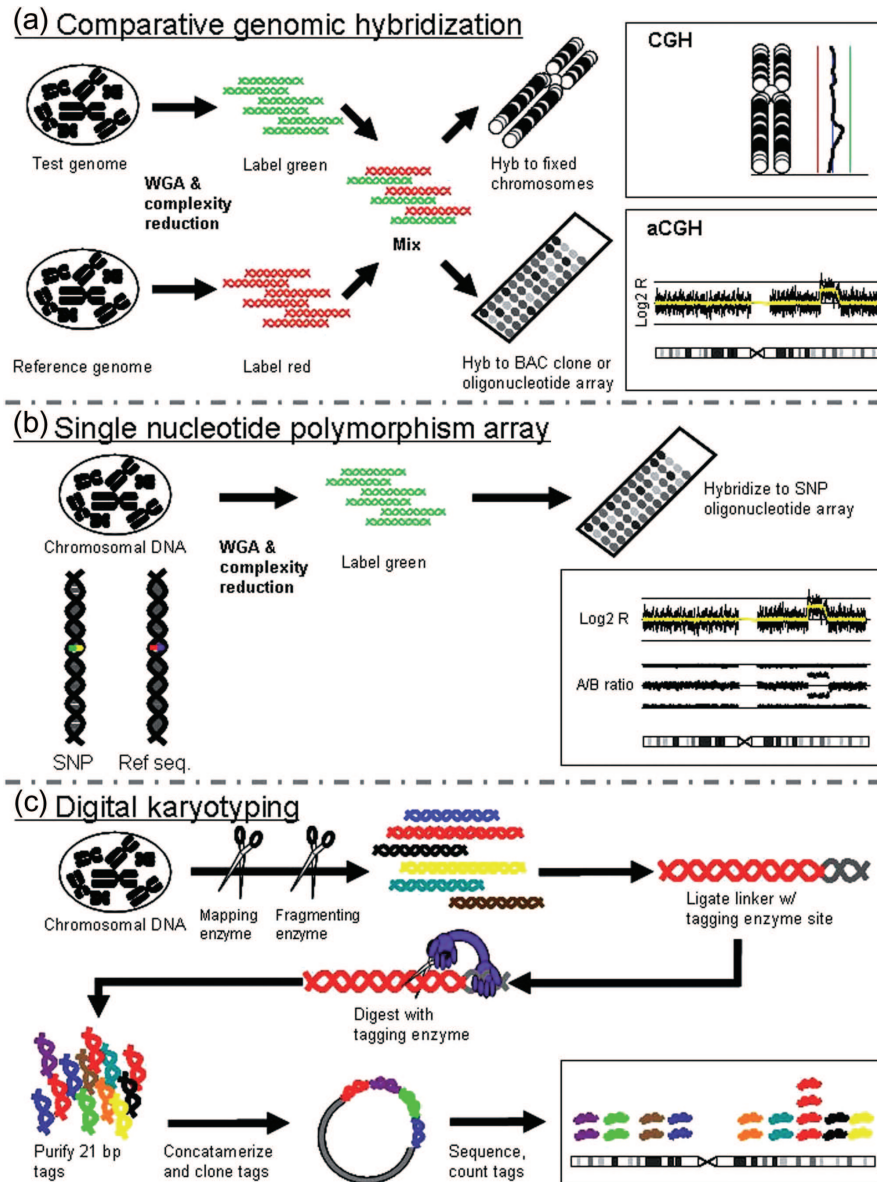 (a) Comparative genomic hybridization
CGH
Test genome
Label green
Hyb to fixed
chromosomes
WGA &
complexity
reduction
Mix
aCGH
Log2 R
Reference genome
Label red
Hyb to BAC clone or
oligonucleotide array
(b) Single nucleotide polymorphism array
Chromosomal DNA
WGA &
complexity
reduction
Label green
Hybridize to SNP
oligonucleotide array
Log2 R
A/B ratio
SNP
Ref seq.
(c) Digital karyotyping
Chromosomal DNA
Mapping
enzyme
Fragmenting
enzyme
Ligate linker w/
tagging enzyme site
Digest with
tagging enzyme
Purify 21 bp
tags
Concatamerize
and clone tags
Sequence,
count tags